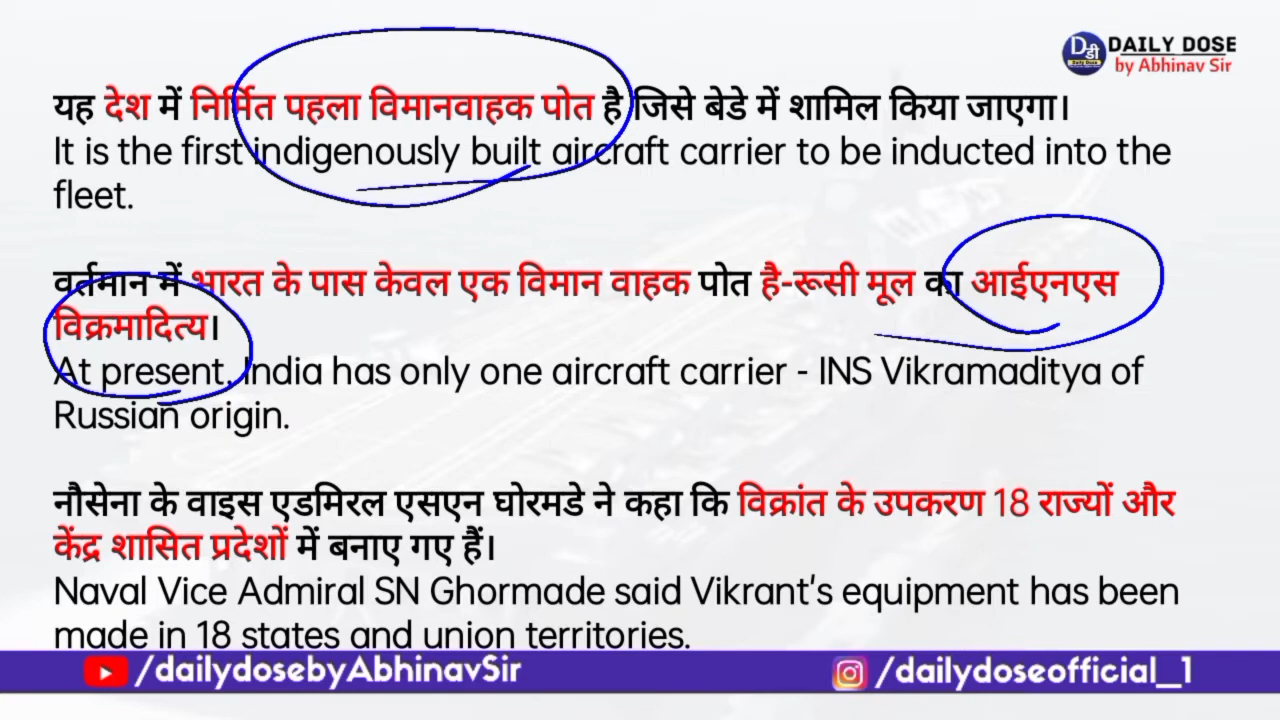 Dडी
Daily Dose
DAILY DOSE
by Abhinav Sir
यह देश में निर्मित पहला विमानवाहक पोत है जिसे बेडे में शामिल किया जाएगा।
It is the first indigenously built aircraft carrier to be inducted into the
fleet.
वर्तमान में भारत के पास केवल एक विमान वाहक पोत है-रूसी मूल का आईएनएस
विक्रमादित्य।
At present, India has only one aircraft carrier - INS Vikramaditya of
Russian origin.
नौसेना के वाइस एडमिरल एसएन घोरमडे ने कहा कि विक्रांत के उपकरण 18 राज्यों और
केंद्र शासित प्रदेशों में बनाए गए हैं।
Naval Vice Admiral SN Ghormade said Vikrant's equipment has been
made in 18 states and union territories.
/dailydosebyAbhinavSir
/dailydoseofficial_1